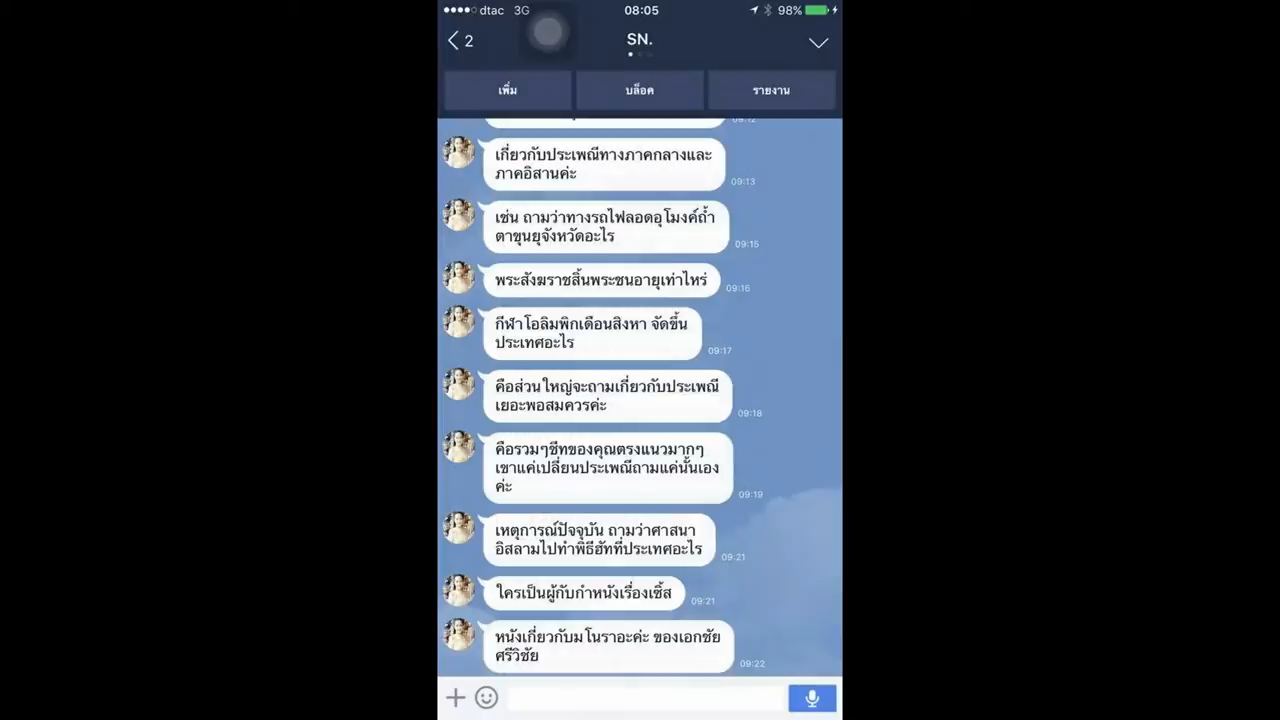 dtac 3G 08:05 98%
2 SN.
เพิ่ม บล็อค รายงาน
09:12
เกี่ยวกับประเพณีทางภาคกลางและ
ภาคอิสานค่ะ
09:13
เช่น ถามว่าทางรถไฟลอดอุโมงค์ถ้ำ
ตาขุนยุจังหวัดอะไร
09:15
พระสังฆราชสิ้นพระชนอายุเท่าไหร่
09:16
กีฬาโอลิมพิกเดือนสิงหา จัดขึ้น
ประเทศอะไร
09:17
คือส่วนใหญ่จะถามเกี่ยวกับประเพณี
เยอะพอสมควรค่ะ
09:18
คือรวมๆชีทของคุณตรงแนวมากๆ
เขาแค่เปลี่ยนประเพณีถามแค่นั้นเอง
ค่ะ
09:19
เหตุการณ์ปัจจุบัน ถามว่าศาสนา
อิสลามไปทำพิธีฮัทที่ประเทศอะไร
09:21
ใครเป็นผู้กับกำหนังเรื่องเซิ้ส
09:21
หนังเกี่ยวกับมโนราอะค่ะ ของเอกชัย
ศรีวิชัย
09:22